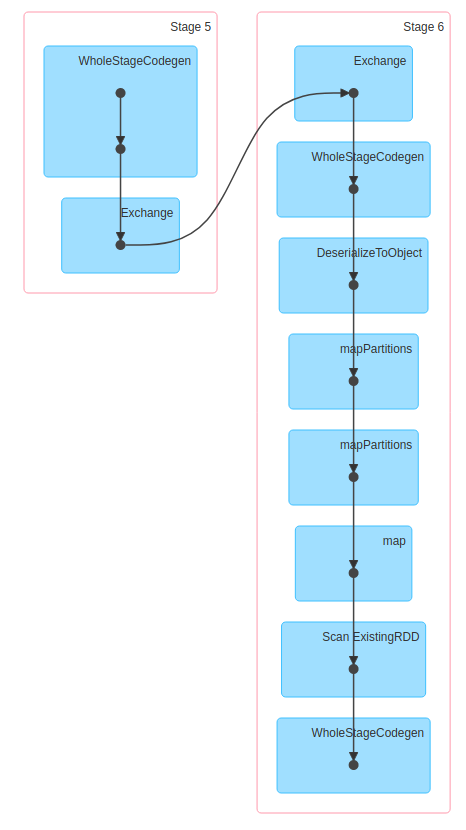 Stage 5
WholeStageCodegen
Exchange
Stage 6
Exchange
WholeStageCodegen
DeserializeToObject
mapPartitions
mapPartitions
map
Scan ExistingRDD
WholeStageCodegen